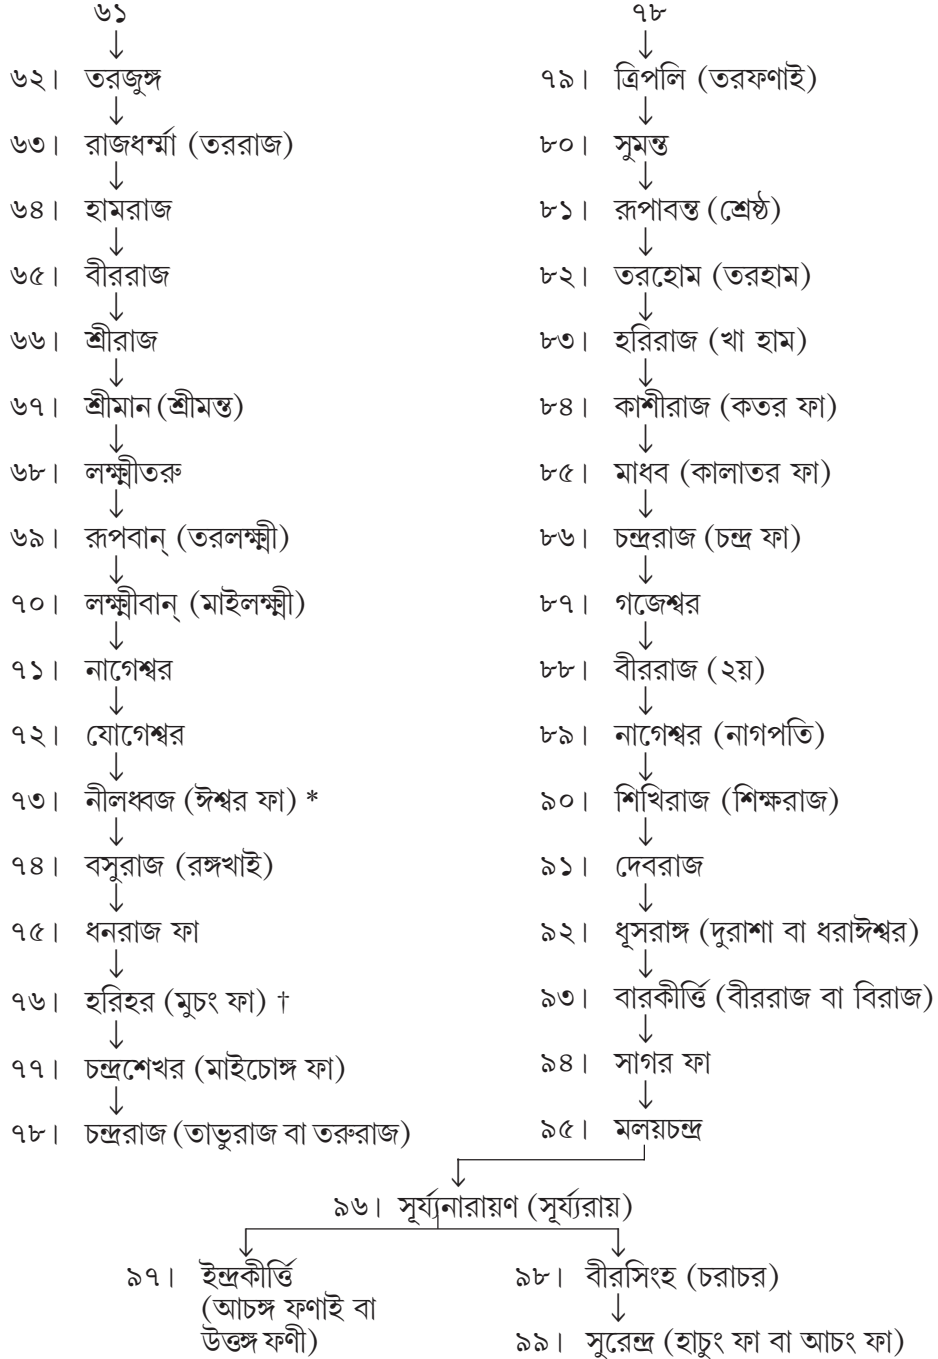 ৬১
৬২। তরজুঙ্গ
৬৩। রাজধর্ম্মা (তররাজ)
৬৪। হামরাজ
৬৫। বীররাজ
৬৬। শ্রীরাজ
৬৭। শ্রীমান (শ্রীমন্ত)
৬৮। লক্ষ্মীতরু
৬৯। রূপবান্ (তরলক্ষ্মী)
৭০। লক্ষ্মীবান্ (মাইলক্ষ্মী)
৭১। নাগেশ্বর
৭২। যোগেশ্বর
৭৩। নীলধ্বজ (ঈশ্বর ফা) *
৭৪। বসুরাজ (রঙ্গখাই)
৭৫। ধনরাজ ফা
৭৬। হরিহর (মুচং ফা) †
৭৭। চন্দ্রশেখর (মাইচোঙ্গ ফা)
৭৮। চন্দ্ররাজ (তাভুরাজ বা তরুরাজ)
৭৮
৭৯। ত্রিপলি (তরফণাই)
৮০। সুমন্ত
৮১। রূপাবন্ত (শ্রেষ্ঠ)
৮২। তরহোম (তরহাম)
৮৩। হরিরাজ (খা হাম)
৮৪। কাশীরাজ (কতর ফা)
৮৫। মাধব (কালাতর ফা)
৮৬। চন্দ্ররাজ (চন্দ্র ফা)
৮৭। গজেশ্বর
৮৮। বীররাজ (২য়)
৮৯। নাগেশ্বর (নাগপতি)
৯০। শিখিরাজ (শিক্ষরাজ)
৯১। দেবরাজ
৯২। ধূসরাঙ্গ (দুরাশা বা ধরাঈশ্বর)
৯৩। বারকীর্ত্তি (বীররাজ বা বিরাজ)
৯৪। সাগর ফা
৯৫। মলয়চন্দ্র
৯৬। সূর্য্যনারায়ণ (সূর্য্যরায়)
৯৭। ইন্দ্রকীর্ত্তি
(আচঙ্গ ফণাই বা
উত্তঙ্গ ফণী)
৯৮। বীরসিংহ (চরাচর)
৯৯। সুরেন্দ্র (হাচুং ফা বা আচং ফা)